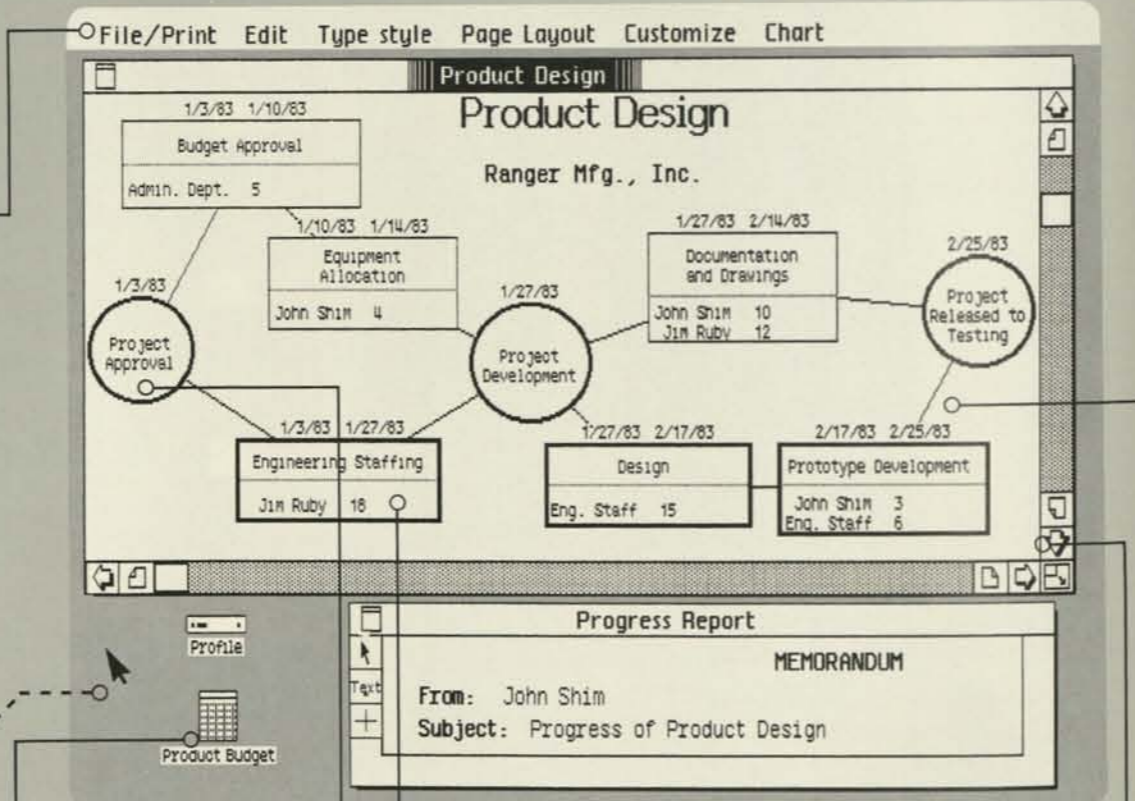 File/Print Edit Type style Page Layout Customize Chart
Product Design
Product Design
Ranger Mfg., Inc.
1/3/83 1/10/83
Budget Approval
Admin. Dept. 5
1/10/83 1/14/83
Equipment
Allocation
John Shim 4
1/3/83
Project
Approval
1/27/83
Project
Development
1/27/83 2/14/83
Documentation
and Drawings
John Shim 10
Jim Ruby 12
2/25/83
Project
Released to
Testing
1/3/83 1/27/83
Engineering Staffing
Jim Ruby 18
1/27/83 2/17/83
Design
Eng. Staff 15
2/17/83 2/25/83
Prototype Development
John Shim 3
Eng. Staff 6
Profile
Product Budget
Progress Report
Text
MEMORANDUM
From: John Shim
Subject: Progress of Product Design